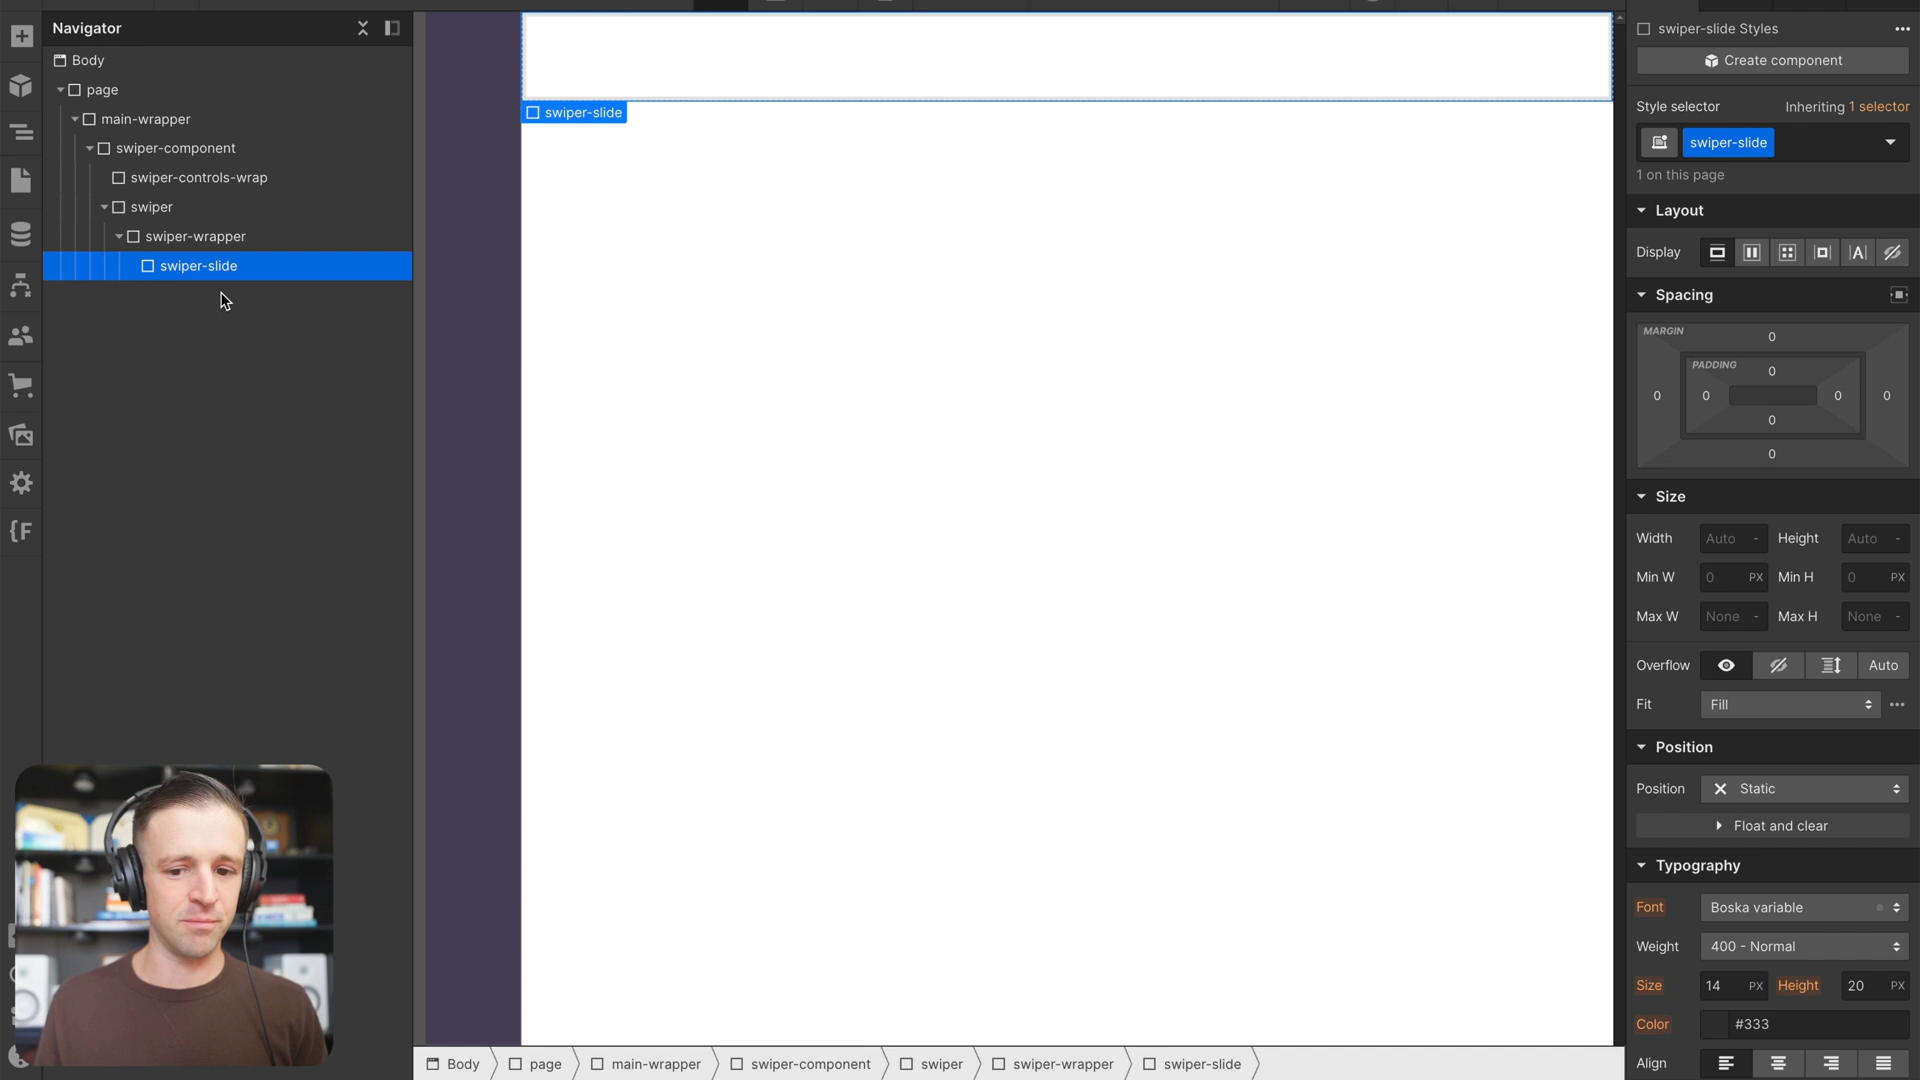 Navigator
Body
page
main-wrapper
swiper-component
swiper-controls-wrap
swiper
swiper-wrapper
swiper-slide
{F
swiper-slide
swiper-slide Styles
Create component
Style selector
Inheriting 1 selector
swiper-slide
1 on this page
Layout
Display
A
Spacing
MARGIN
0
PADDING
0
0 0 0 0
0
0
Size
Width Auto - Height Auto -
Min W 0 PX Min H 0 PX
Max W None - Max H None -
Overflow Auto
Fit Fill
Position
Position Static
Float and clear
Typography
Font Boska variable
Weight 400 - Normal
Size 14 PX Height 20 PX
Color #333
Align
Body page main-wrapper swiper-component swiper swiper-wrapper swiper-slide